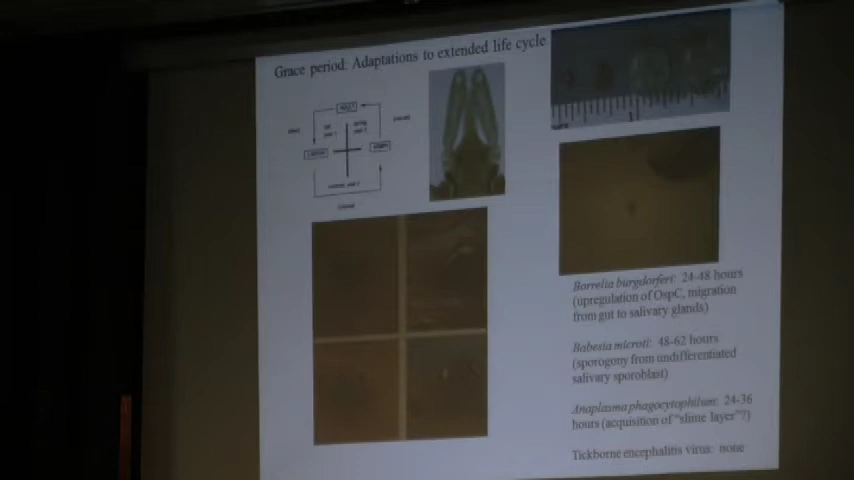 Grace period: Adaptations to extended life cycle
Borrelia burgdorferi: 24-48 hours
(upregulation of OspC, migration
from gut to salivary glands)
Babesia microti: 48-62 hours
(sporogony from undifferentiated
salivary sporoblast)
Anaplasma phagocytophilum: 24-36
hours (acquisition of "slime layer"?)
Tickborne encephalitis virus: none